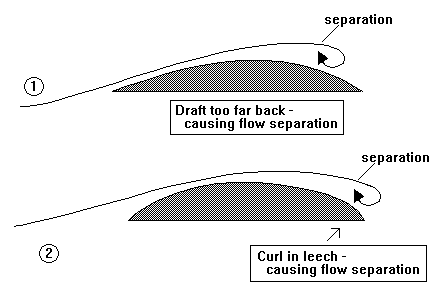 separation
1
Draft too far back -
causing flow separation
separation
2
Curl in leech -
causing flow separation